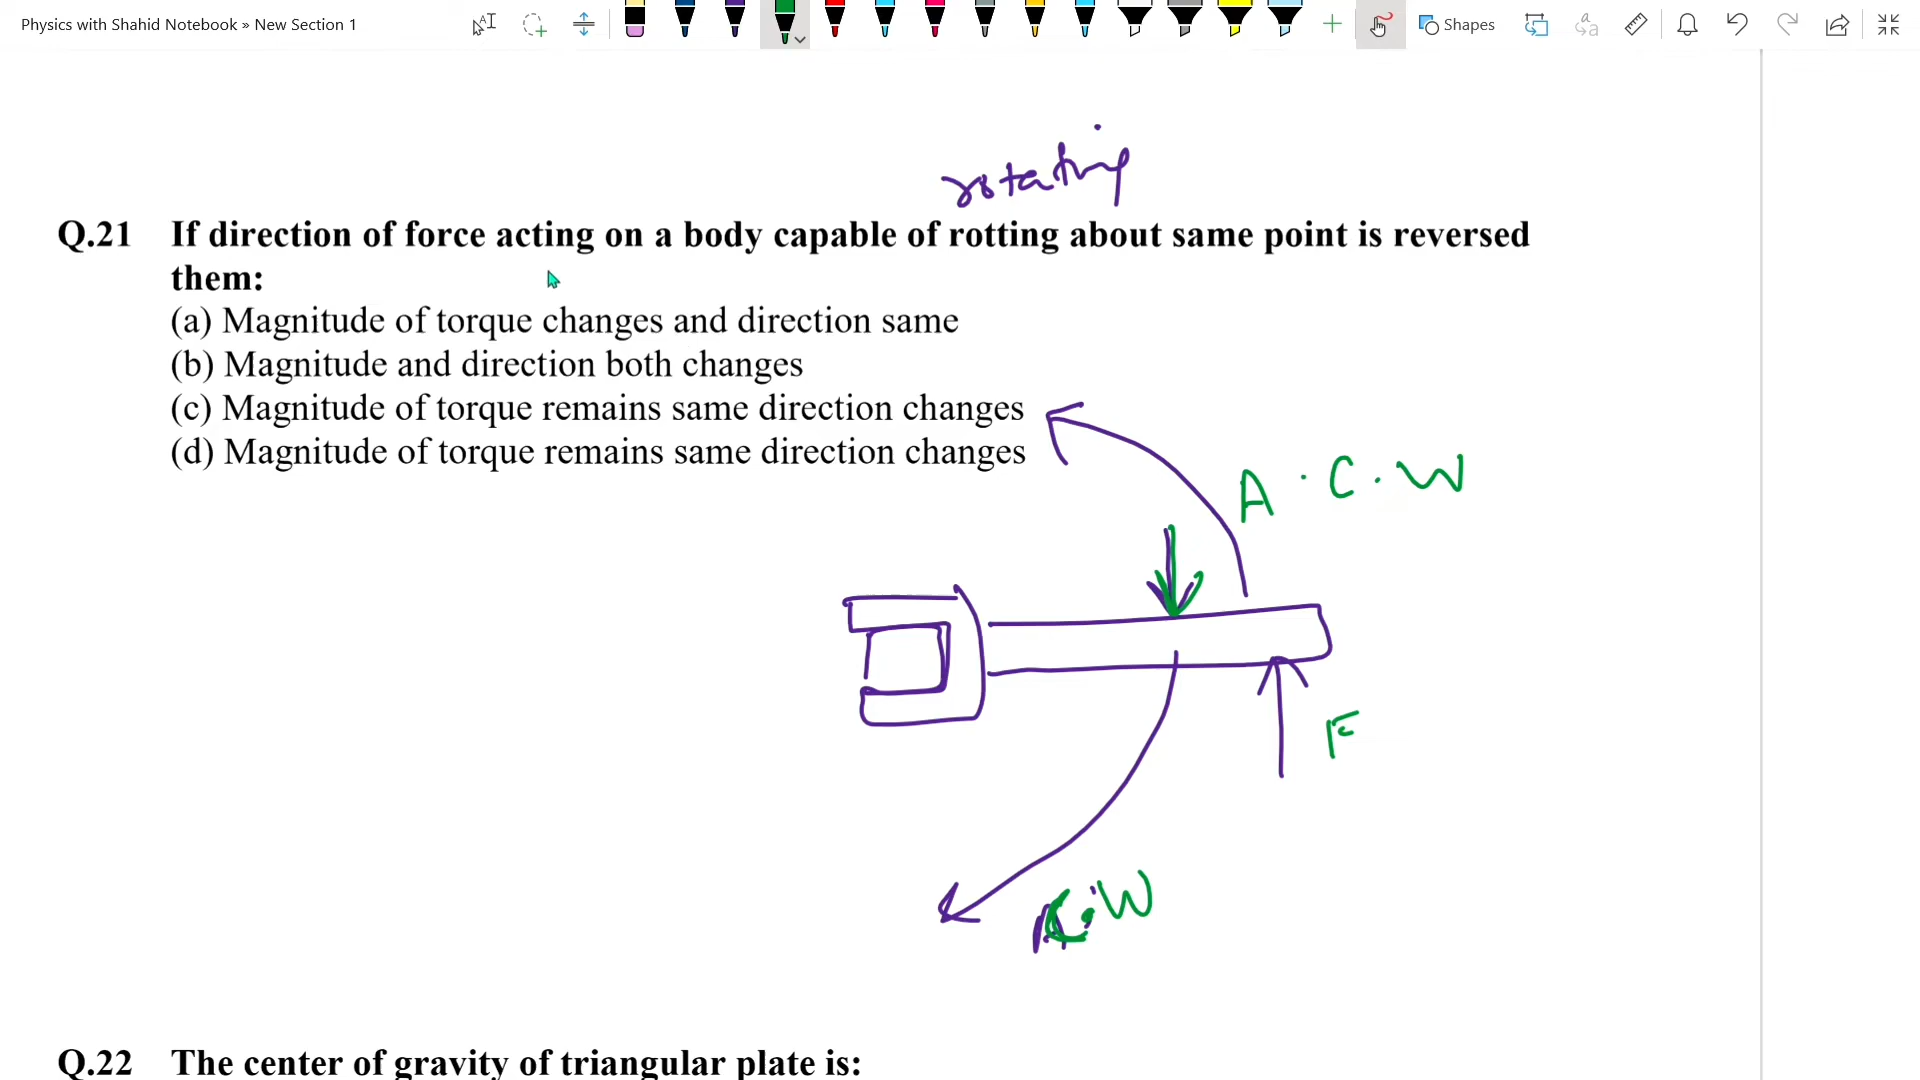 Physics with Shahid Notebook » New Section 1
Shapes
rotating
Q.21 If direction of force acting on a body capable of rotting about same point is reversed
them:
(a) Magnitude of torque changes and direction same
(b) Magnitude and direction both changes
(c) Magnitude of torque remains same direction changes
(d) Magnitude of torque remains same direction changes
A.C.W
F
C.W
Q.22 The center of gravity of triangular plate is: